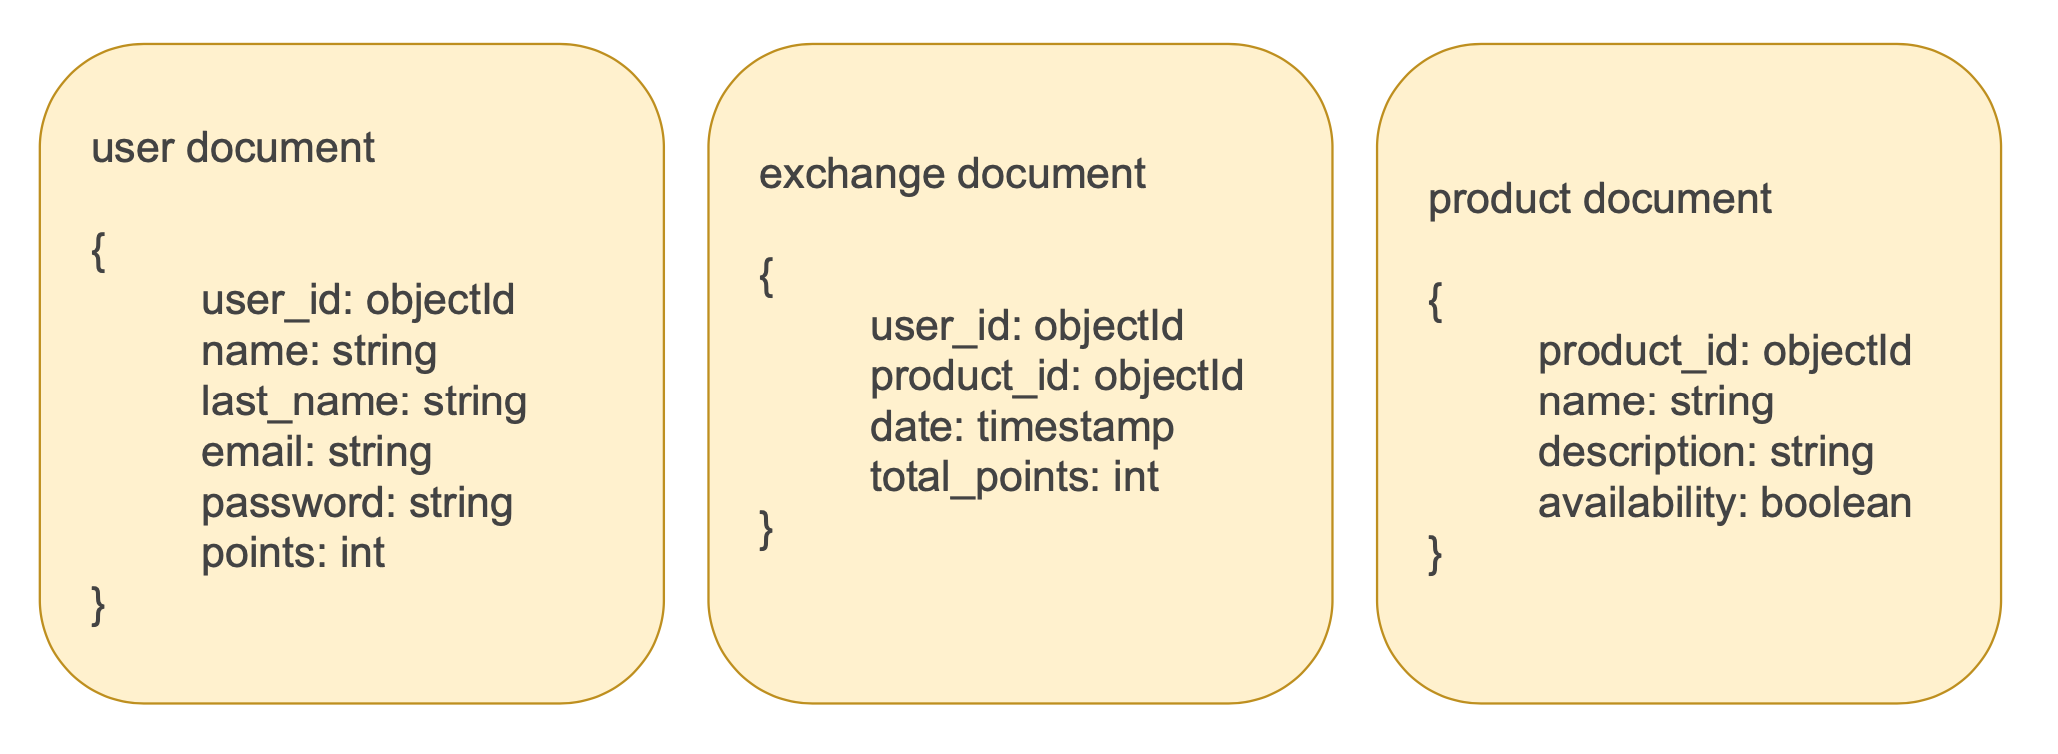 user document
{
user_id: objectId
name: string
last_name: string
email: string
password: string
points: int
}
exchange document
{
user_id: objectId
product_id: objectId
date: timestamp
total_points: int
}
product document
{
product_id: objectId
name: string
description: string
availability: boolean
}